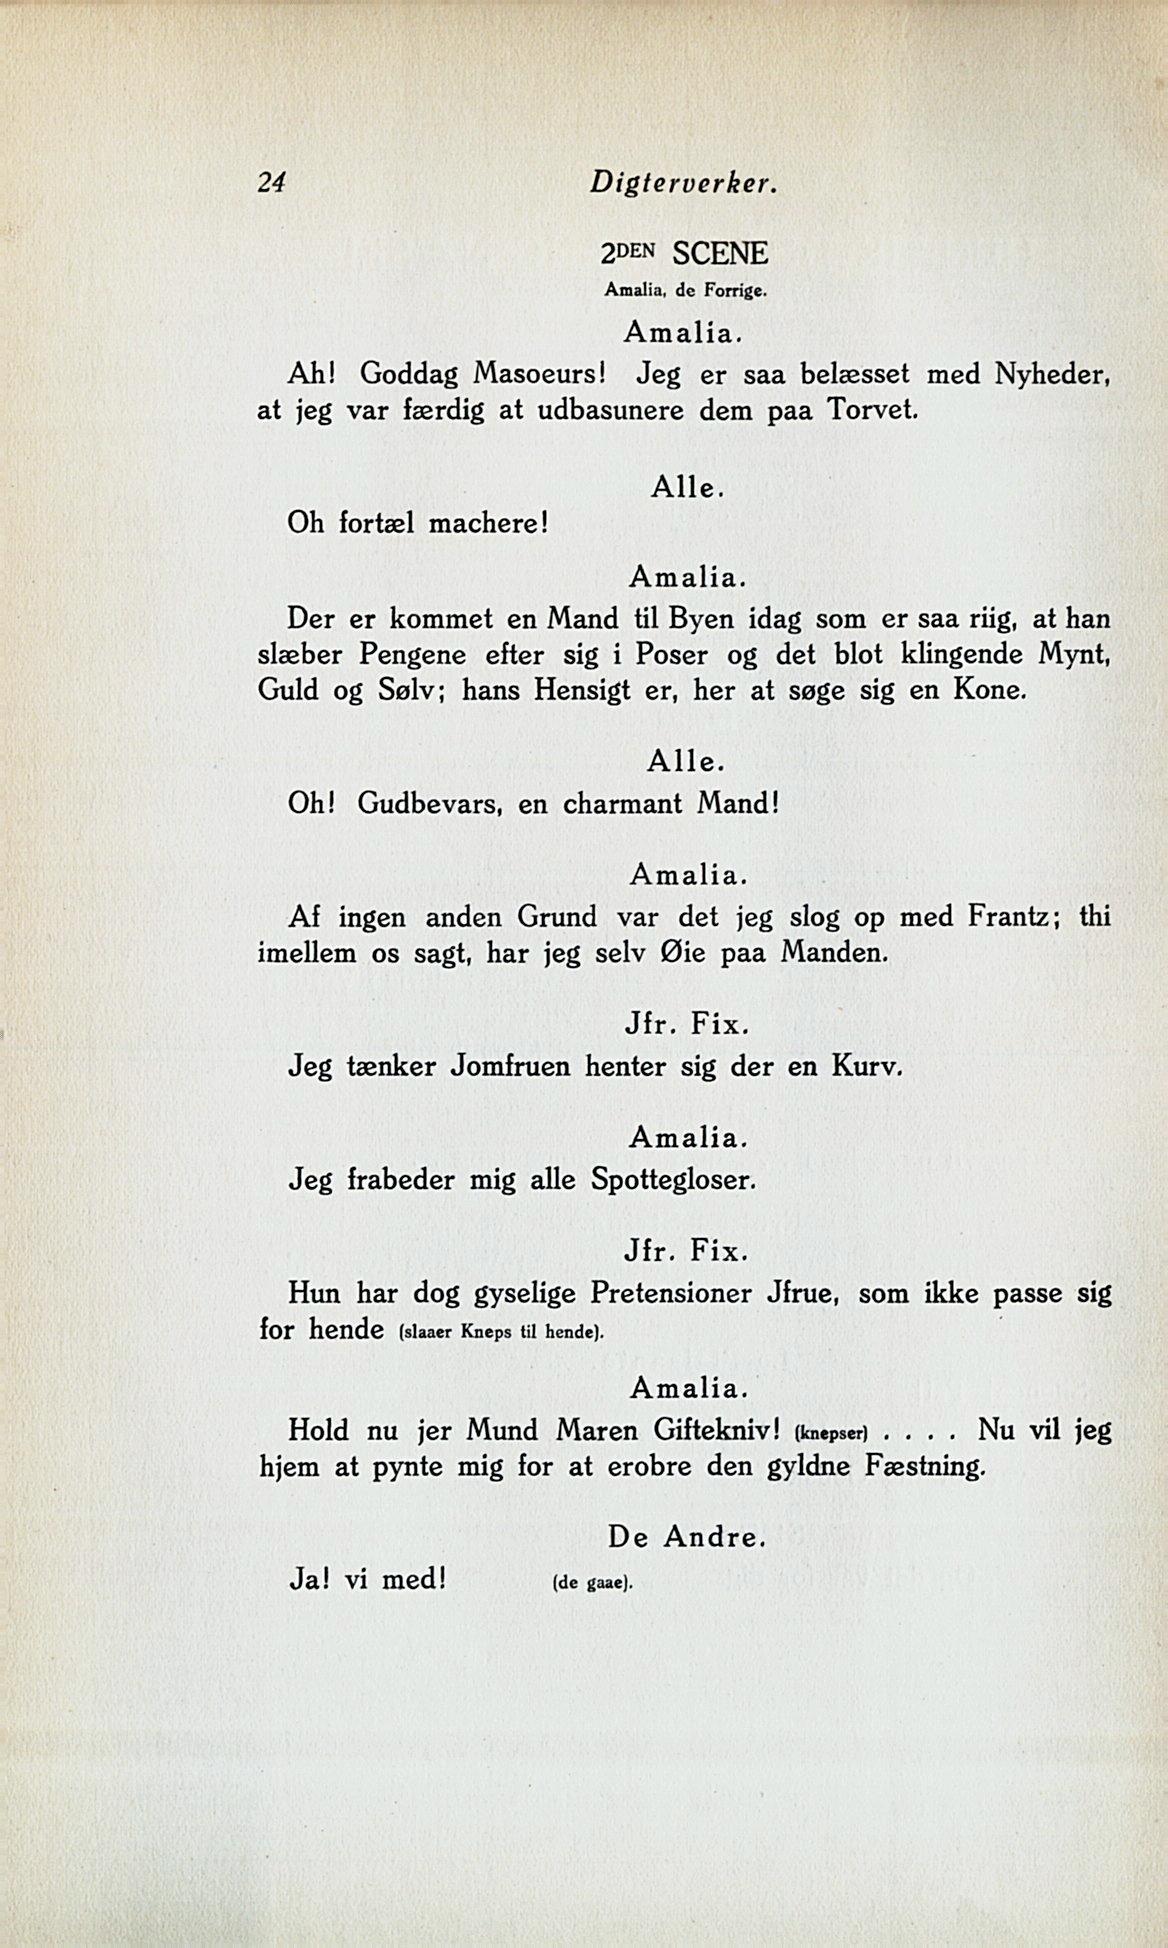 24 Digterverker.
2DEN SCENE
Amalia, de Forrige.
Amalia.
Ah! Goddag Masoeurs! Jeg er saa belæsset med Nyheder,
at jeg var færdig at udbasunere dem paa Torvet.
Alle.
Oh fortæl machere!
Amalia.
Der er kommet en Mand til Byen idag som er saa riig, at han
slæber Pengene efter sig i Poser og det blot klingende Mynt,
Guld og Sølv; hans Hensigt er, her at søge sig en Kone.
Alle.
Oh! Gudbevars, en charmant Mand!
Amalia.
Af ingen anden Grund var det jeg slog op med Frantz; thi
imellem os sagt, har jeg selv Øie paa Manden.
Jfr. Fix.
Jeg tænker Jomfruen henter sig der en Kurv.
Amalia.
Jeg frabeder mig alle Spottegloser.
Jfr. Fix.
Hun har dog gyselige Pretensioner Jfrue, som ikke passe sig
for hende (slaaer Kneps til hende).
Amalia.
Hold nu jer Mund Maren Giftekniv! (knepser) . . . . Nu vil jeg
hjem at pynte mig for at erobre den gyldne Fæstning.
De Andre.
Ja! vi med! (de gaae).